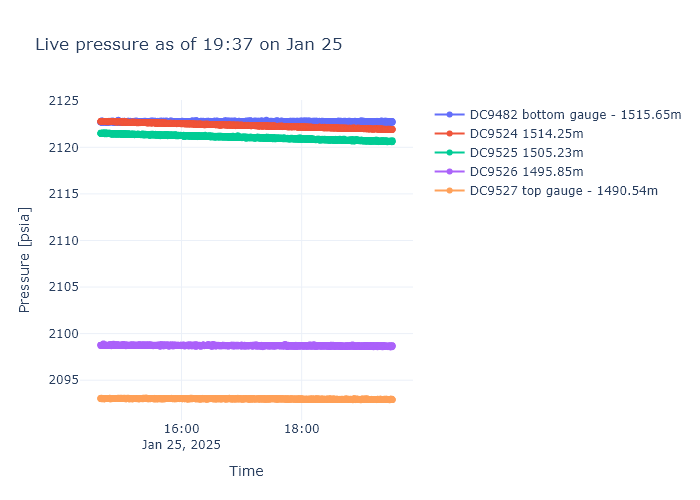 Live pressure as of 19:37 on Jan 25
2125
2120
2115
2110
2105
2100
2095
Pressure [psia]
16:00
Jan 25, 2025
18:00
Time
DC9482 bottom gauge - 1515.65m
DC9524 1514.25m
DC9525 1505.23m
DC9526 1495.85m
DC9527 top gauge - 1490.54m